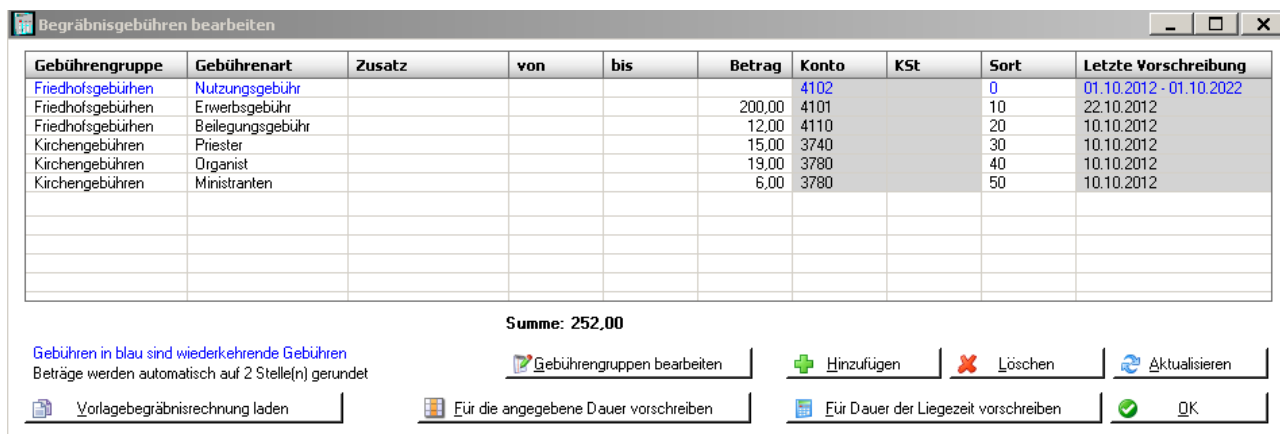 Begräbnisgebühren bearbeiten
Gebührengruppe Gebührenart Zusatz von bis Betrag Konto KSt Sort Letzte Vorschreibung
Friedhofsgebürhen Nutzungsgebühr 4102 0 01.10.2012 - 01.10.2022
Friedhofsgebürhen Erwerbsgebühr 200,00 4101 10 22.10.2012
Friedhofsgebürhen Beilegungsgebühr 12,00 4110 20 10.10.2012
Kirchengebühren Priester 15,00 3740 30 10.10.2012
Kirchengebühren Organist 19,00 3780 40 10.10.2012
Kirchengebühren Ministranten 6,00 3780 50 10.10.2012
Summe: 252,00
Gebühren in blau sind wiederkehrende Gebühren
Beträge werden automatisch auf 2 Stelle(n) gerundet
Gebührengruppen bearbeiten Hinzufügen Löschen Aktualisieren
Vorlagebegräbnisrechnung laden Für die angegebene Dauer vorschreiben Für Dauer der Liegezeit vorschreiben OK